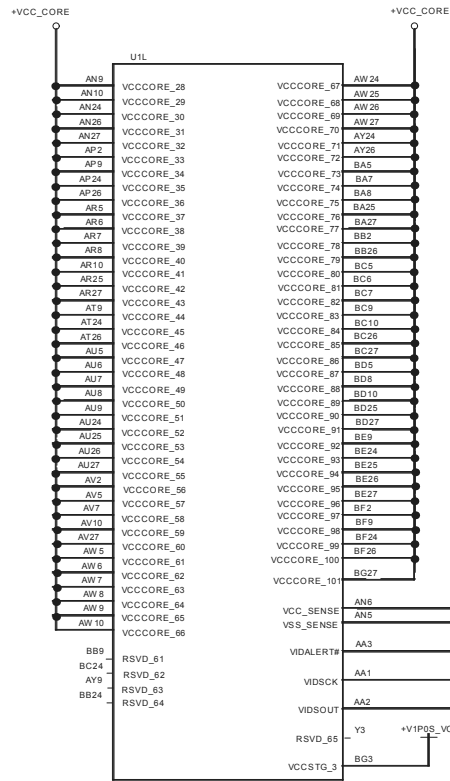 +VCC_CORE +VCC_CORE
U1L
AN9 VCCCORE_28 VCCCORE_67 AW24
AN10 VCCCORE_29 VCCCORE_68 AW25
AN24 VCCCORE_30 VCCCORE_69 AW26
AN26 VCCCORE_31 VCCCORE_70 AW27
AN27 VCCCORE_32 VCCCORE_71 AY24
AP2 VCCCORE_33 VCCCORE_72 AY26
AP9 VCCCORE_34 VCCCORE_73 BA5
AP24 VCCCORE_35 VCCCORE_74 BA7
AP26 VCCCORE_36 VCCCORE_75 BA8
AR5 VCCCORE_37 VCCCORE_76 BA25
AR6 VCCCORE_38 VCCCORE_77 BA27
AR7 VCCCORE_39 VCCCORE_78 BB2
AR8 VCCCORE_40 VCCCORE_79 BB26
AR10 VCCCORE_41 VCCCORE_80 BC5
AR25 VCCCORE_42 VCCCORE_81 BC6
AR27 VCCCORE_43 VCCCORE_82 BC7
AT9 VCCCORE_44 VCCCORE_83 BC9
AT24 VCCCORE_45 VCCCORE_84 BC10
AT26 VCCCORE_46 VCCCORE_85 BC26
AU5 VCCCORE_47 VCCCORE_86 BC27
AU6 VCCCORE_48 VCCCORE_87 BD5
AU7 VCCCORE_49 VCCCORE_88 BD8
AU8 VCCCORE_50 VCCCORE_89 BD10
AU9 VCCCORE_51 VCCCORE_90 BD25
AU24 VCCCORE_52 VCCCORE_91 BD27
AU25 VCCCORE_53 VCCCORE_92 BE9
AU26 VCCCORE_54 VCCCORE_93 BE24
AU27 VCCCORE_55 VCCCORE_94 BE25
AV2 VCCCORE_56 VCCCORE_95 BE26
AV5 VCCCORE_57 VCCCORE_96 BE27
AV7 VCCCORE_58 VCCCORE_97 BF2
AV10 VCCCORE_59 VCCCORE_98 BF9
AV27 VCCCORE_60 VCCCORE_99 BF24
AW5 VCCCORE_61 VCCCORE_100 BF26
AW6 VCCCORE_62 VCCCORE_101 BG27
AW7 VCCCORE_63
AW8 VCCCORE_64
AW9 VCCCORE_65 VCC_SENSE AN6
AW10 VCCCORE_66 VSS_SENSE AN5
BB9 RSVD_61 VIDALERT# AA3
BC24 RSVD_62
AY9 RSVD_63 VIDSCK AA1
BB24 RSVD_64 VIDSOUT AA2
RSVD_65 Y3 +V1P0S_VC
VCCSTG_3 BG3